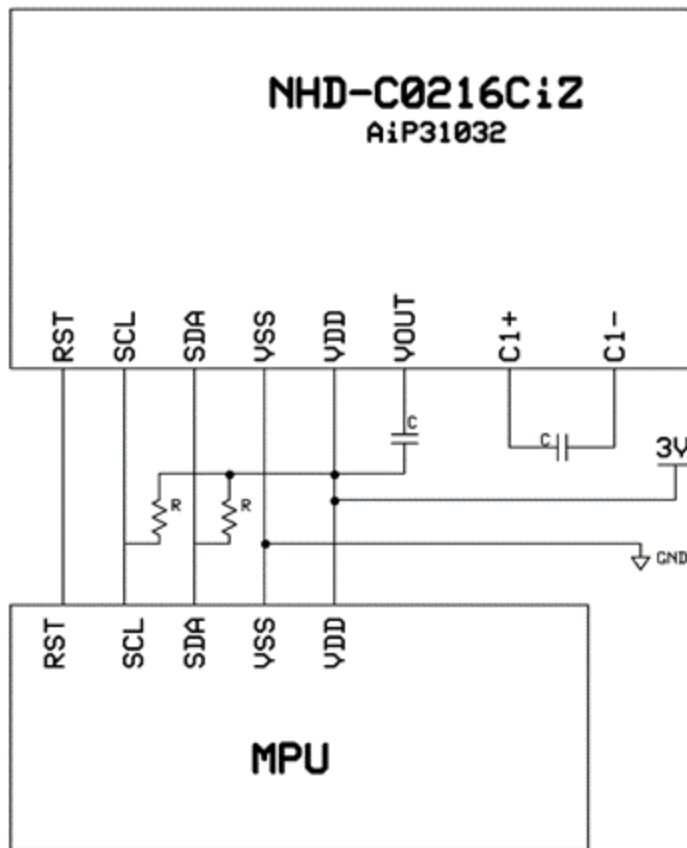 NHD-C0216CiZ
AiP31032
RST SCL SDA VSS VDD VOUT C1+ C1-
C
C
3V
R R
GND
RST SCL SDA VSS VDD
MPU